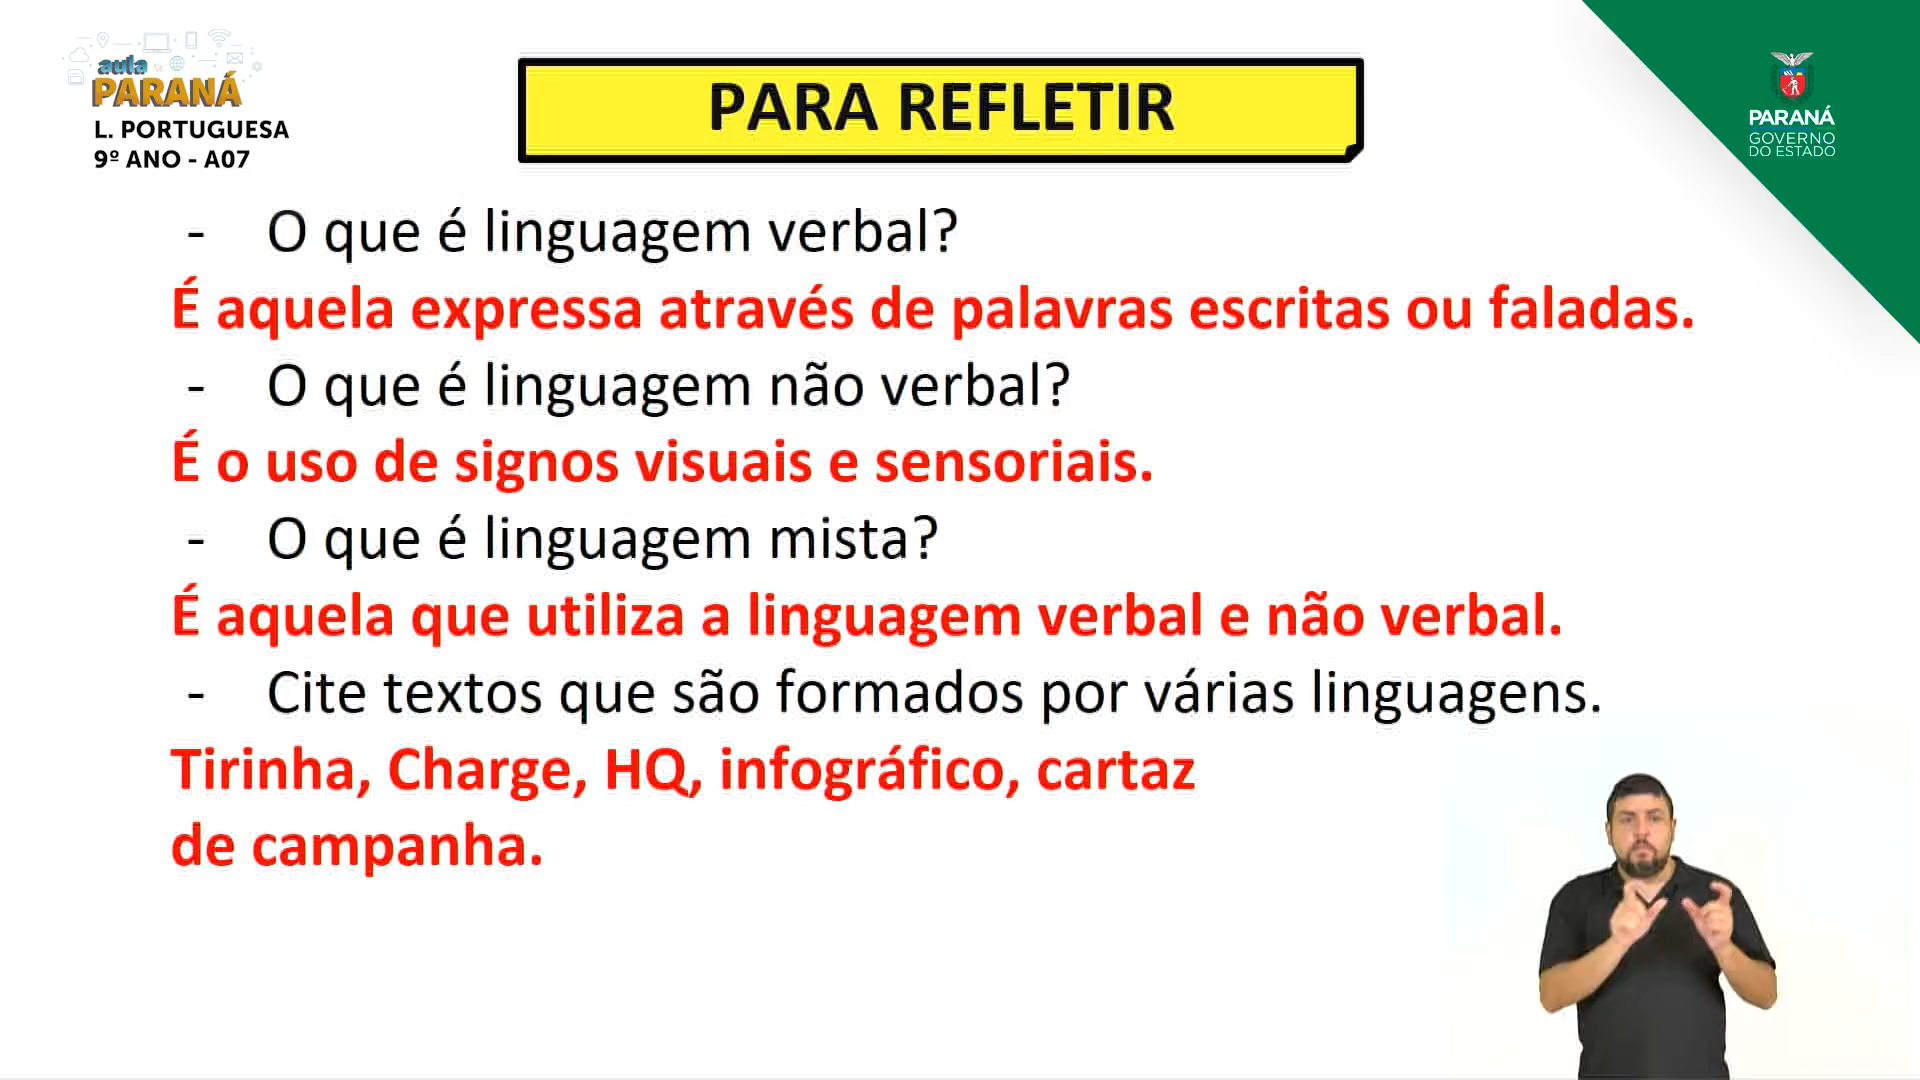 aula
PARANÁ
L. PORTUGUESA
9º ANO - A07
PARA REFLETIR
PARANÁ
GOVERNO
DO ESTADO
- O que é linguagem verbal?
É aquela expressa através de palavras escritas ou faladas.
- O que é linguagem não verbal?
É o uso de signos visuais e sensoriais.
- O que é linguagem mista?
É aquela que utiliza a linguagem verbal e não verbal.
- Cite textos que são formados por várias linguagens.
Tirinha, Charge, HQ, infográfico, cartaz
de campanha.